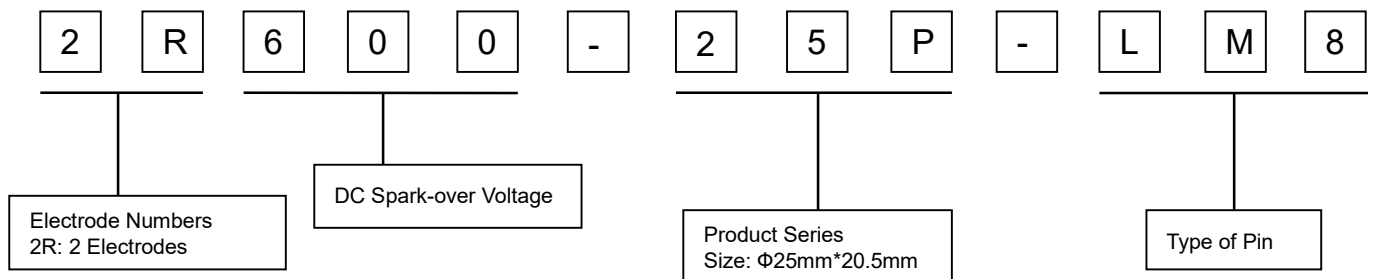 2 R 6 0 0 - 2 5 P - L M 8
DC Spark-over Voltage
Electrode Numbers
2R: 2 Electrodes
Product Series
Size: Φ25mm*20.5mm
Type of Pin